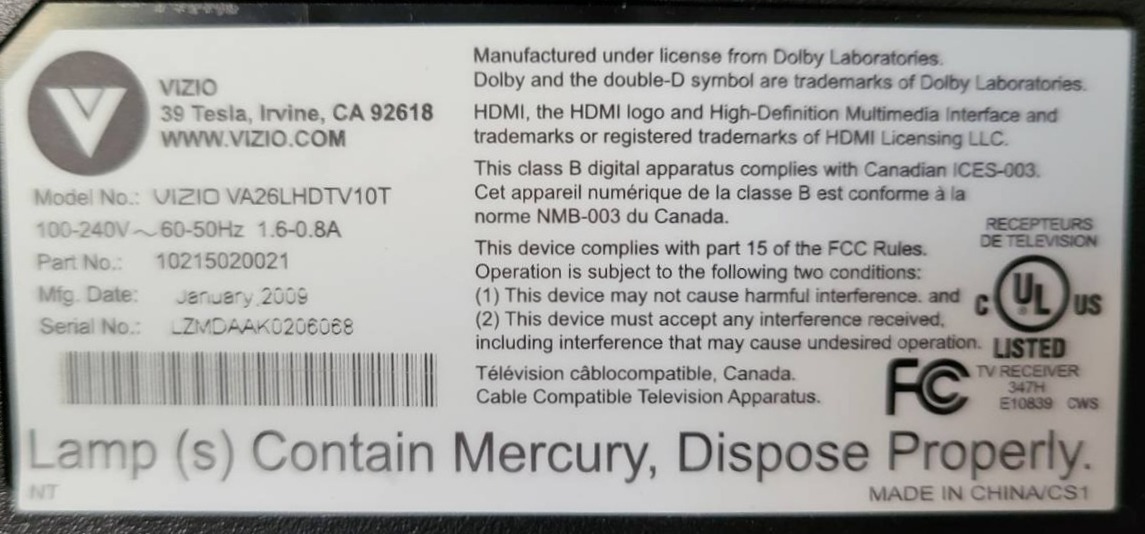 VIZIO
39 Tesla, Irvine, CA 92618
WWW.VIZIO.COM
Model No.: VIZIO VA26LHDTV10T
100-240V~60-50Hz 1.6-0.8A
Part No.: 10215020021
Mfg. Date: January,2009
Serial No.: LZMDAAK0206068
Manufactured under license from Dolby Laboratories.
Dolby and the double-D symbol are trademarks of Dolby Laboratories.
HDMI, the HDMI logo and High-Definition Multimedia Interface and
trademarks or registered trademarks of HDMI Licensing LLC.
This class B digital apparatus complies with Canadian ICES-003.
Cet appareil numérique de la classe B est conforme à la
norme NMB-003 du Canada.
This device complies with part 15 of the FCC Rules.
Operation is subject to the following two conditions:
(1) This device may not cause harmful interference. and
(2) This device must accept any interference received,
including interference that may cause undesired operation.
Télévision câblocompatible, Canada.
Cable Compatible Television Apparatus.
RECEPTEURS
DE TELEVISION
C UL US
LISTED
FC
TV RECEIVER
347H
E10839 CWS
Lamp (s) Contain Mercury, Dispose Properly.
NT
MADE IN CHINA/CS1